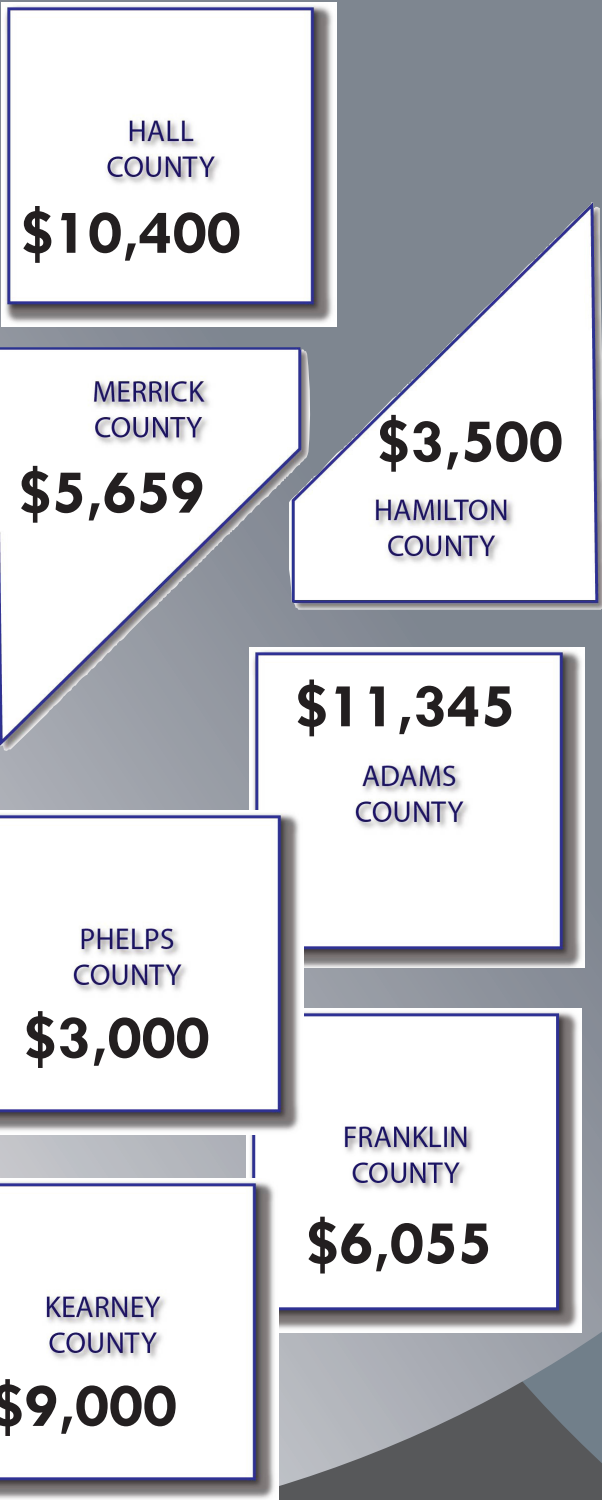 HALL
COUNTY
$10,400
MERRICK
COUNTY
$5,659
$3,500
HAMILTON
COUNTY
$11,345
ADAMS
COUNTY
PHELPS
COUNTY
$3,000
FRANKLIN
COUNTY
$6,055
KEARNEY
COUNTY
$9,000